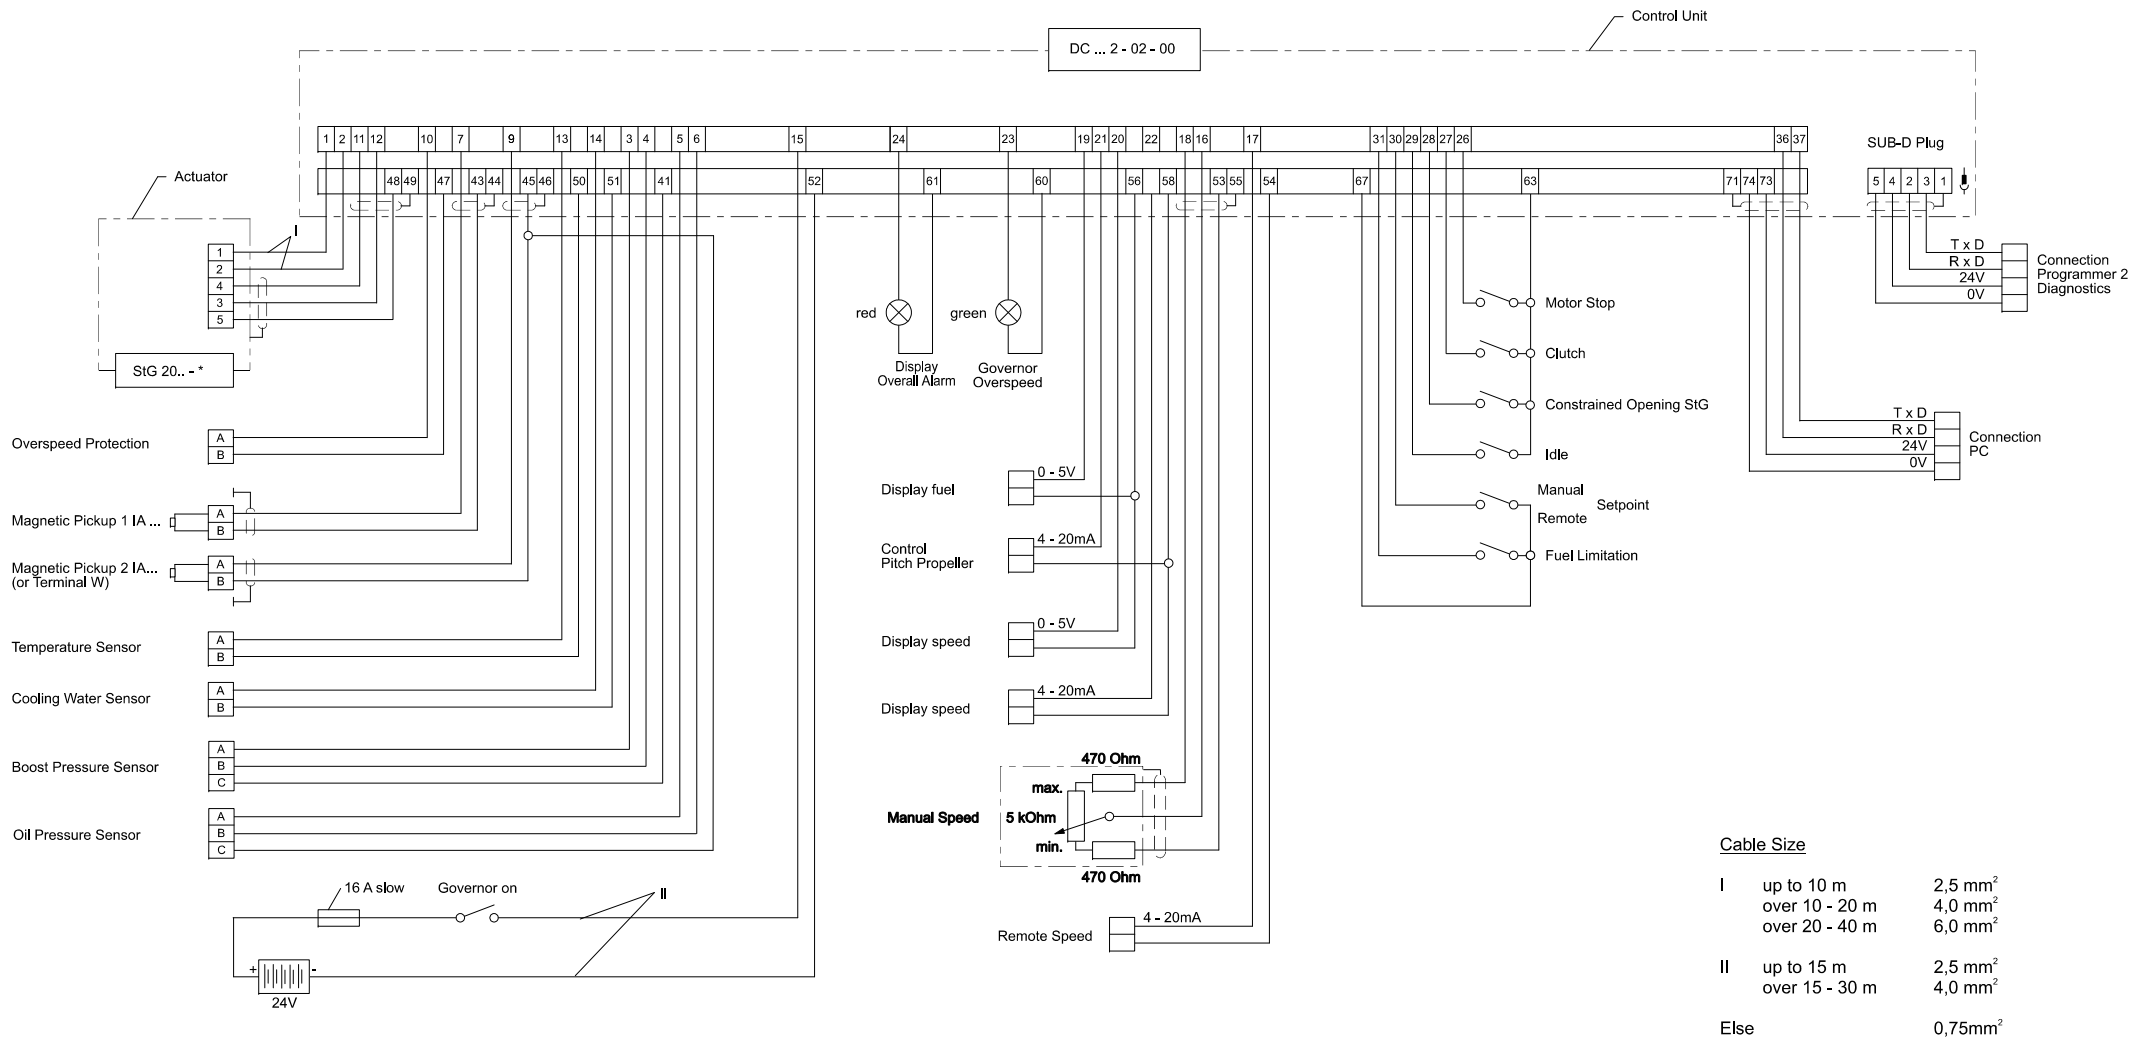 Control Unit
DC ... 2 - 02 - 00
1 2 11 12 10 7 9 13 14 3 4 5 6 15 24 23 19 21 20 22 18 16 17 31 30 29 28 27 26 36 37
SUB-D Plug
48 49 47 43 44 45 46 50 51 41 52 61 60 56 58 53 55 54 67 63 71 74 73
5 4 2 3 1
Actuator
I
1
2
4
3
5
StG 20.. - *
T x D
R x D
24V
0V
Connection
Programmer 2
Diagnostics
red
green
Display
Overall Alarm
Governor
Overspeed
Motor Stop
Clutch
Constrained Opening StG
Idle
Manual
Remote
Setpoint
Fuel Limitation
T x D
R x D
24V
0V
Connection
PC
Overspeed Protection
A
B
Magnetic Pickup 1 IA ...
A
B
Magnetic Pickup 2 IA...
(or Terminal W)
A
B
Temperature Sensor
A
B
Cooling Water Sensor
A
B
Boost Pressure Sensor
A
B
C
Oil Pressure Sensor
A
B
C
Display fuel
0 - 5V
Control
Pitch Propeller
4 - 20mA
Display speed
0 - 5V
Display speed
4 - 20mA
470 Ohm
max.
Manual Speed
5 kOhm
min.
470 Ohm
Remote Speed
4 - 20mA
16 A slow
Governor on
II
+
-
24V
Cable Size
I up to 10 m 2,5 mm²
over 10 - 20 m 4,0 mm²
over 20 - 40 m 6,0 mm²
II up to 15 m 2,5 mm²
over 15 - 30 m 4,0 mm²
Else 0,75mm²